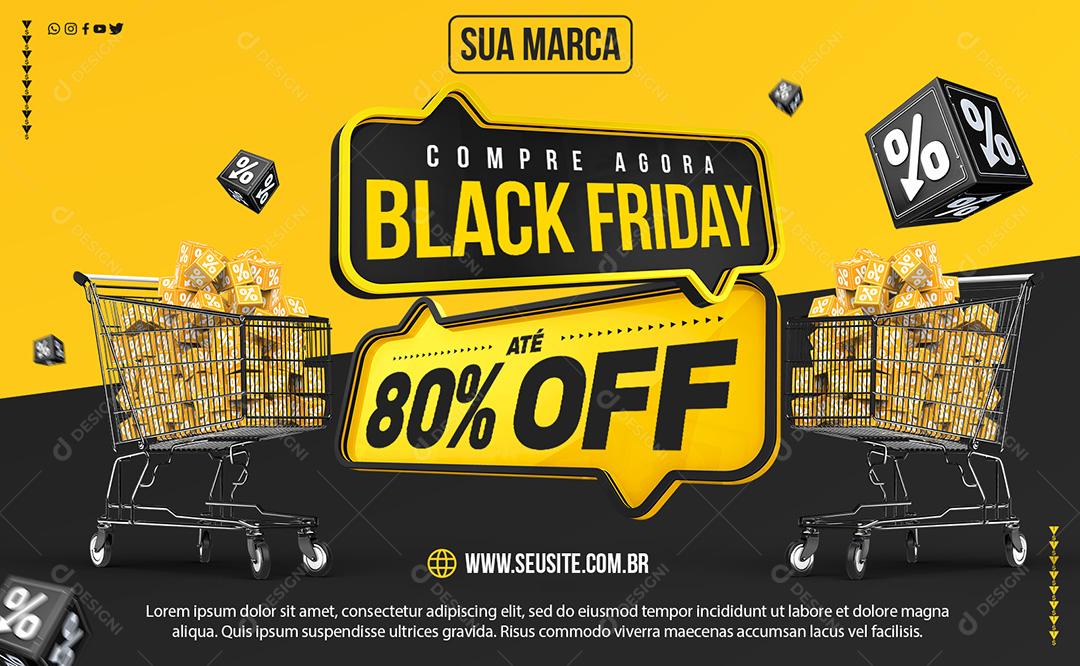 SUA MARCA
COMPRE AGORA
BLACK FRIDAY
ATÉ
80% OFF
WWW.SEUSITE.COM.BR
Lorem ipsum dolor sit amet, consectetur adipiscing elit, sed do eiusmod tempor incididunt ut labore et dolore magna
aliqua. Quis ipsum suspendisse ultrices gravida. Risus commodo viverra maecenas accumsan lacus vel facilisis.
DESIGNI